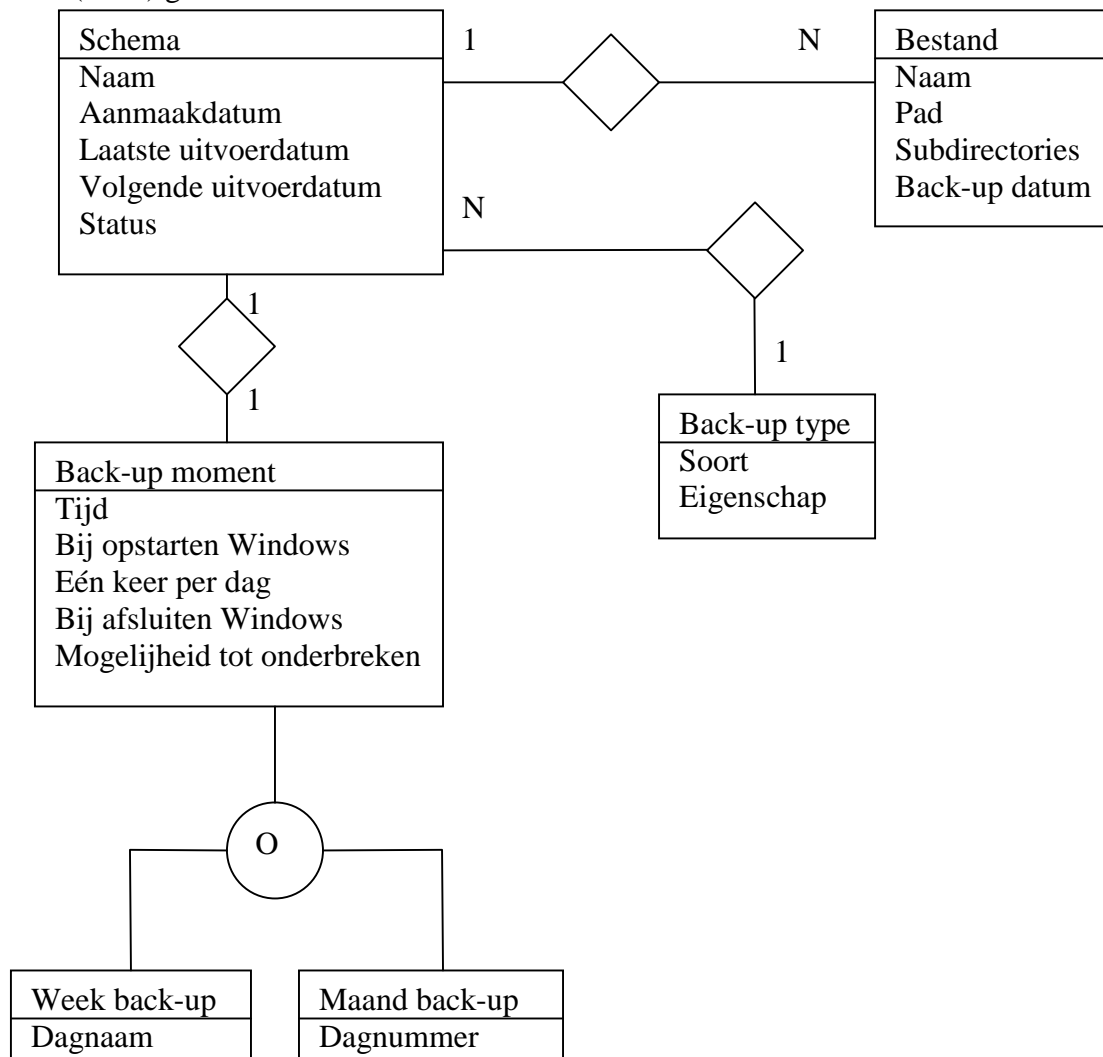 Schema
Naam
Aanmaakdatum
Laatste uitvoerdatum
Volgende uitvoerdatum
Status
1
N
Bestand
Naam
Pad
Subdirectories
Back-up datum
N
1
Back-up type
Soort
Eigenschap
1
1
Back-up moment
Tijd
Bij opstarten Windows
Eén keer per dag
Bij afsluiten Windows
Mogelijheid tot onderbreken
O
Week back-up
Dagnaam
Maand back-up
Dagnummer